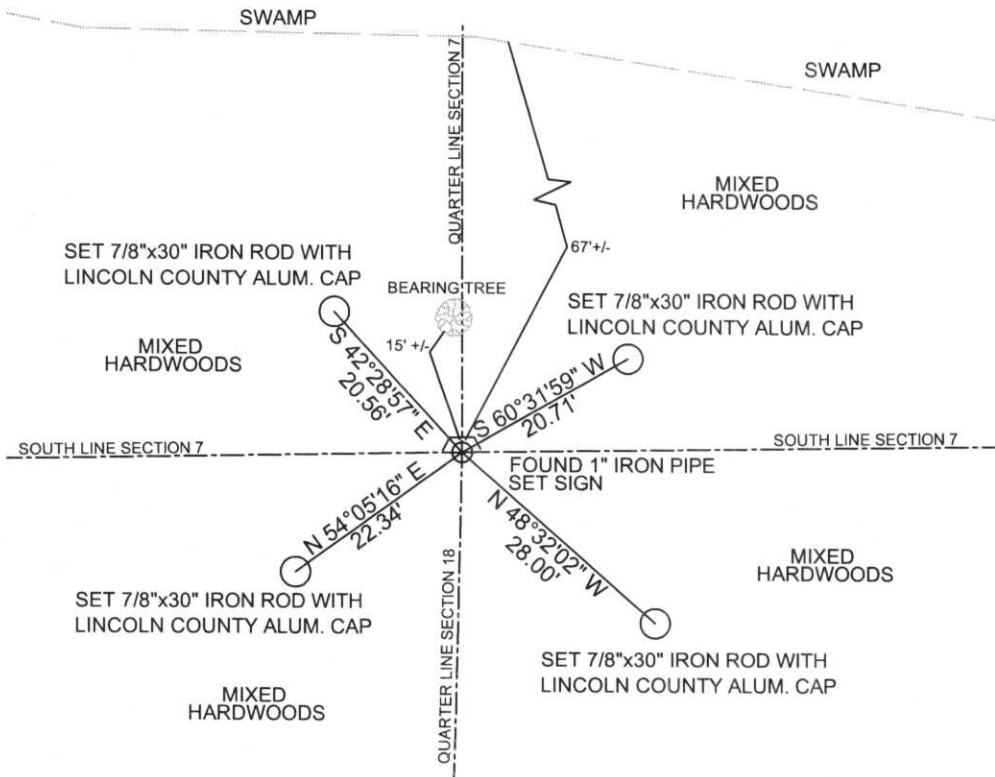 SWAMP
SWAMP
QUARTER LINE SECTION 7
MIXED
HARDWOODS
67'+/-
SET 7/8"x30" IRON ROD WITH
LINCOLN COUNTY ALUM. CAP
BEARING TREE
SET 7/8"x30" IRON ROD WITH
LINCOLN COUNTY ALUM. CAP
MIXED
HARDWOODS
15' +/-
S 42°28'57" E
20.56'
S 60°31'59" W
20.71'
SOUTH LINE SECTION 7
SOUTH LINE SECTION 7
FOUND 1" IRON PIPE
SET SIGN
N 54°05'16" E
22.34'
N 48°32'02" W
28.00'
MIXED
HARDWOODS
SET 7/8"x30" IRON ROD WITH
LINCOLN COUNTY ALUM. CAP
QUARTER LINE SECTION 18
SET 7/8"x30" IRON ROD WITH
LINCOLN COUNTY ALUM. CAP
MIXED
HARDWOODS